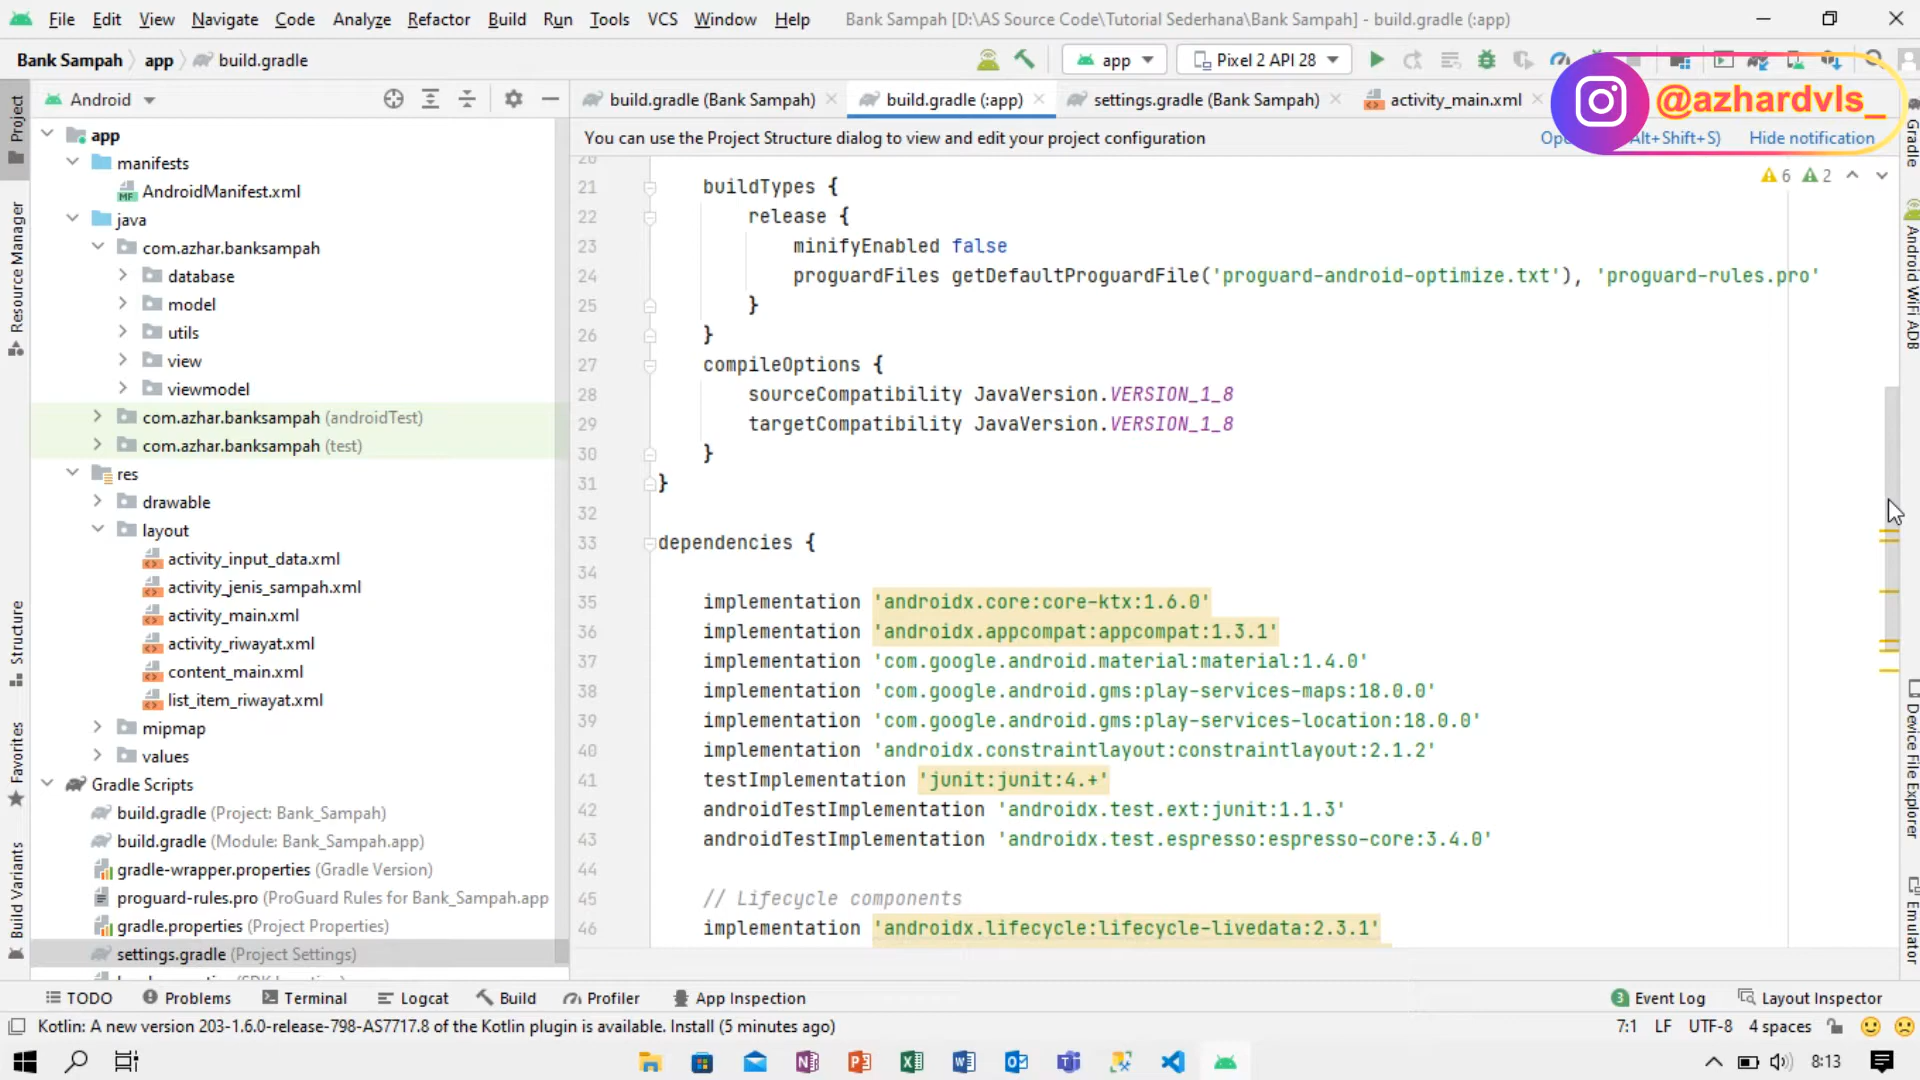 File Edit View Navigate Code Analyze Refactor Build Run Tools VCS Window Help Bank Sampah [D:\AS Source Code\Tutorial Sederhana\Bank Sampah] - build.gradle (:app)
Bank Sampah app build.gradle app Pixel 2 API 28
Android build.gradle (Bank Sampah) build.gradle (:app) settings.gradle (Bank Sampah) activity_main.xml
@azhardvls_
You can use the Project Structure dialog to view and edit your project configuration Alt+Shift+S) Hide notification
6 2
Project
Resource Manager
Structure
Favorites
Build Variants
app
manifests
AndroidManifest.xml
java
com.azhar.banksampah
database
model
utils
view
viewmodel
com.azhar.banksampah (androidTest)
com.azhar.banksampah (test)
res
drawable
layout
activity_input_data.xml
activity_jenis_sampah.xml
activity_main.xml
activity_riwayat.xml
content_main.xml
list_item_riwayat.xml
mipmap
values
Gradle Scripts
build.gradle (Project: Bank_Sampah)
build.gradle (Module: Bank_Sampah.app)
gradle-wrapper.properties (Gradle Version)
proguard-rules.pro (ProGuard Rules for Bank_Sampah.app
gradle.properties (Project Properties)
settings.gradle (Project Settings)
20
21 buildTypes {
22 release {
23 minifyEnabled false
24 proguardFiles getDefaultProguardFile('proguard-android-optimize.txt'), 'proguard-rules.pro'
25 }
26 }
27 compileOptions {
28 sourceCompatibility JavaVersion.VERSION_1_8
29 targetCompatibility JavaVersion.VERSION_1_8
30 }
31 }
32
33 dependencies {
34
35 implementation 'androidx.core:core-ktx:1.6.0'
36 implementation 'androidx.appcompat:appcompat:1.3.1'
37 implementation 'com.google.android.material:material:1.4.0'
38 implementation 'com.google.android.gms:play-services-maps:18.0.0'
39 implementation 'com.google.android.gms:play-services-location:18.0.0'
40 implementation 'androidx.constraintlayout:constraintlayout:2.1.2'
41 testImplementation 'junit:junit:4.+'
42 androidTestImplementation 'androidx.test.ext:junit:1.1.3'
43 androidTestImplementation 'androidx.test.espresso:espresso-core:3.4.0'
44
45 // Lifecycle components
46 implementation 'androidx.lifecycle:lifecycle-livedata:2.3.1'
Gradle
Android WiFi ADB
Device File Explorer
Emulator
TODO Problems Terminal Logcat Build Profiler App Inspection 3 Event Log Layout Inspector
Kotlin: A new version 203-1.6.0-release-798-AS7717.8 of the Kotlin plugin is available. Install (5 minutes ago) 7:1 LF UTF-8 4 spaces
8:13